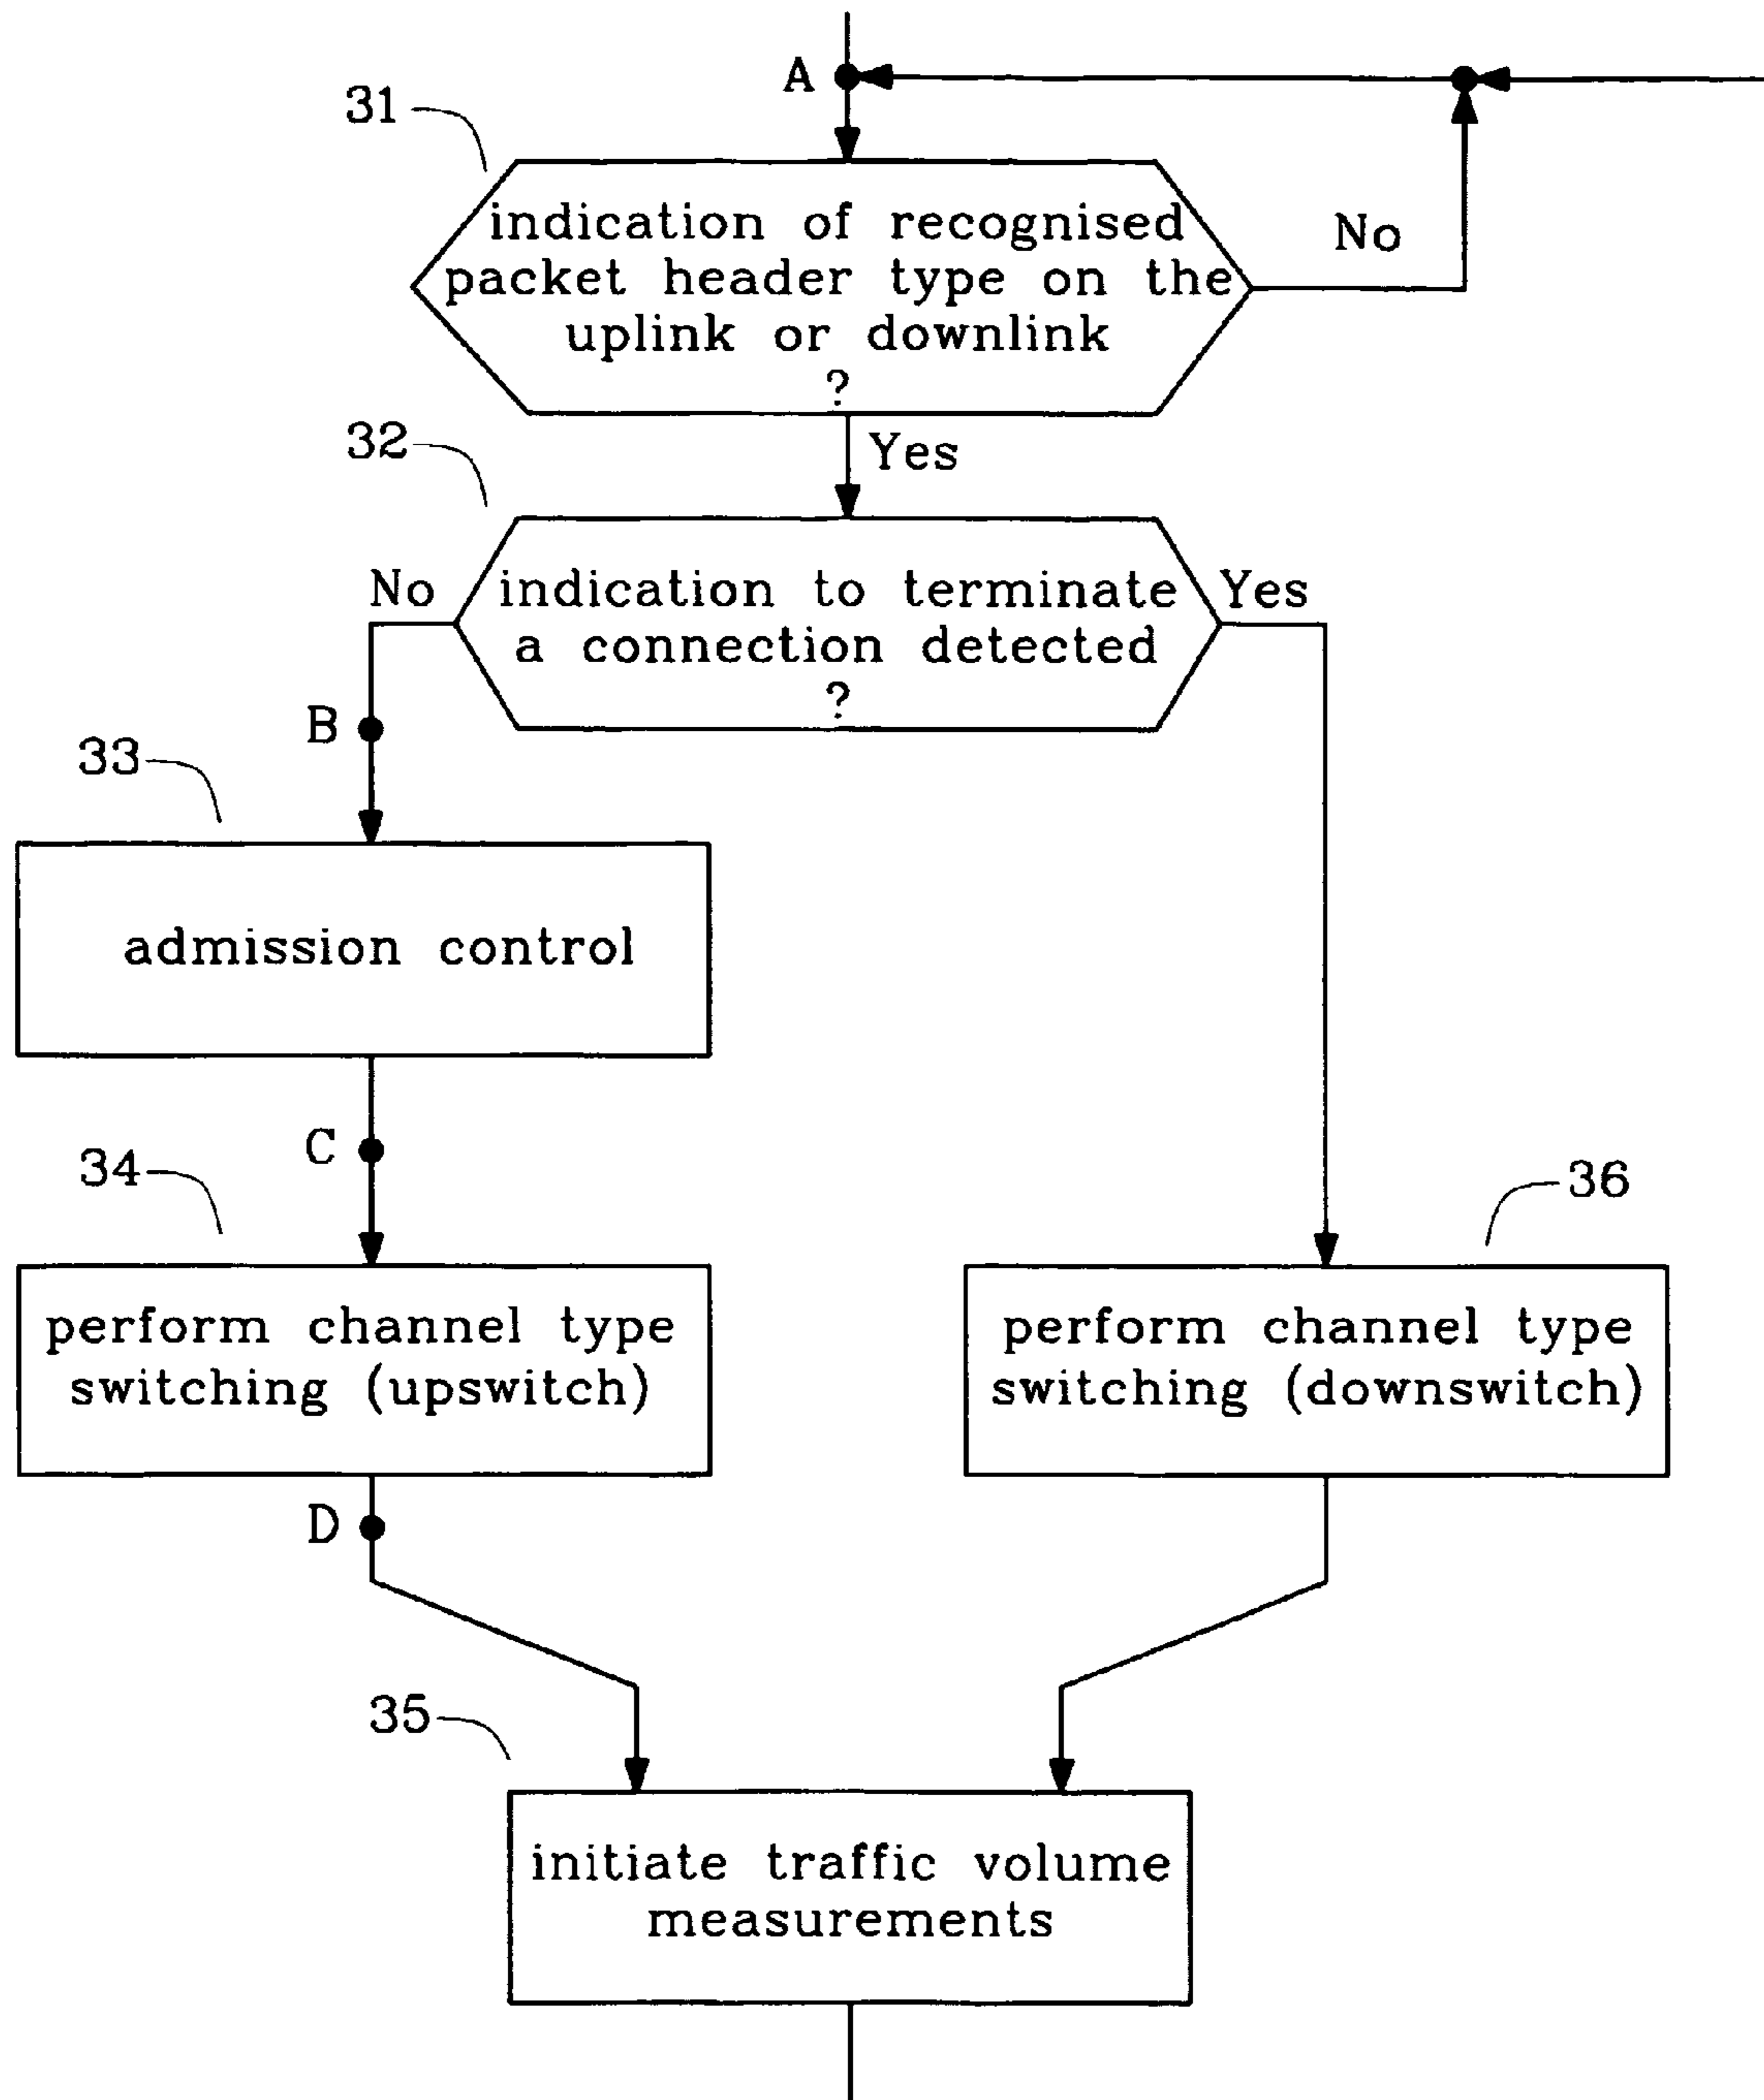 A
31
indication of recognised
packet header type on the
uplink or downlink
?
No
32
Yes
No
indication to terminate
a connection detected
?
Yes
B
33
admission control
C
34
36
perform channel type
switching (upswitch)
perform channel type
switching (downswitch)
D
35
initiate traffic volume
measurements